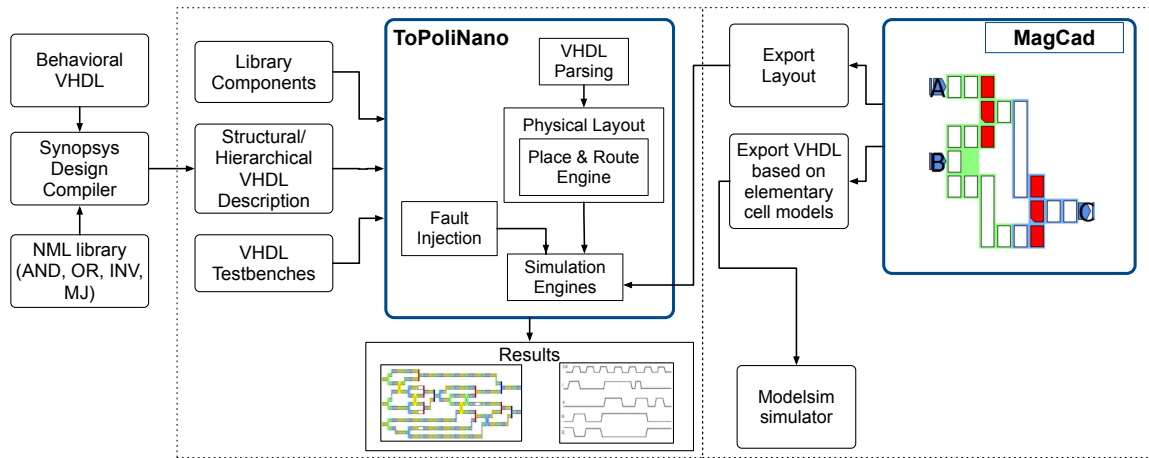 Behavioral
VHDL
Synopsys
Design
Compiler
NML library
(AND, OR, INV,
MJ)
Library
Components
Structural/
Hierarchical
VHDL
Description
VHDL
Testbenches
ToPoliNano
VHDL
Parsing
Physical Layout
Place & Route
Engine
Fault
Injection
Simulation
Engines
Results
Export
Layout
Export VHDL
based on
elementary
cell models
Modelsim
simulator
MagCad
A
B
C